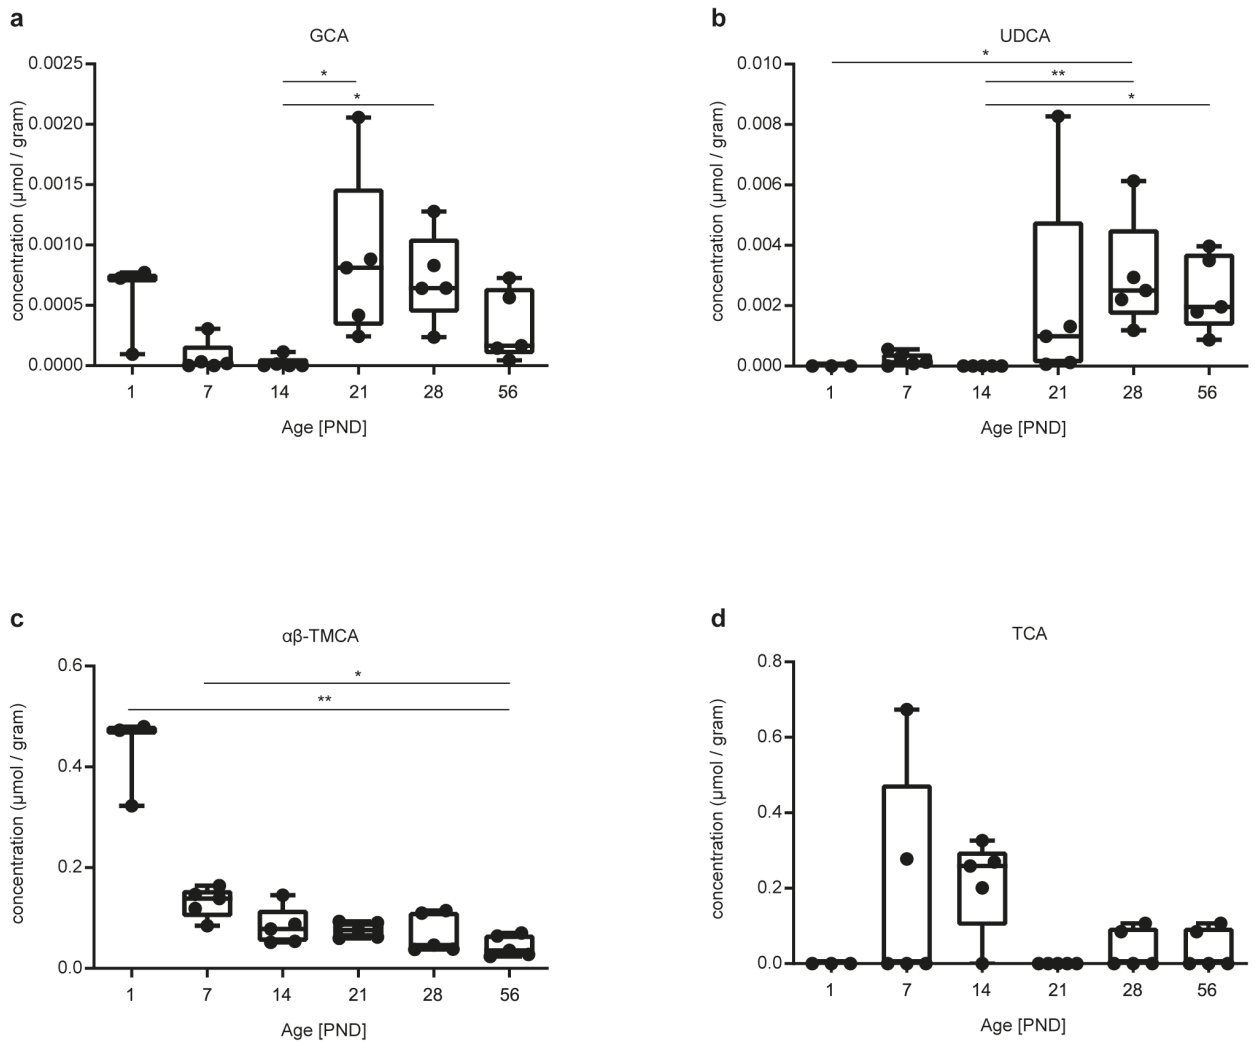 a
GCA
0.0025
0.0020
0.0015
0.0010
0.0005
0.0000
concentration (µmol / gram)
*
*
1 7 14 21 28 56
Age [PND]
b
UDCA
0.010
0.008
0.006
0.004
0.002
0.000
concentration (µmol / gram)
*
**
*
1 7 14 21 28 56
Age [PND]
c
αβ-TMCA
0.6
0.4
0.2
0.0
concentration (µmol / gram)
*
**
1 7 14 21 28 56
Age [PND]
d
TCA
0.8
0.6
0.4
0.2
0.0
concentration (µmol / gram)
1 7 14 21 28 56
Age [PND]